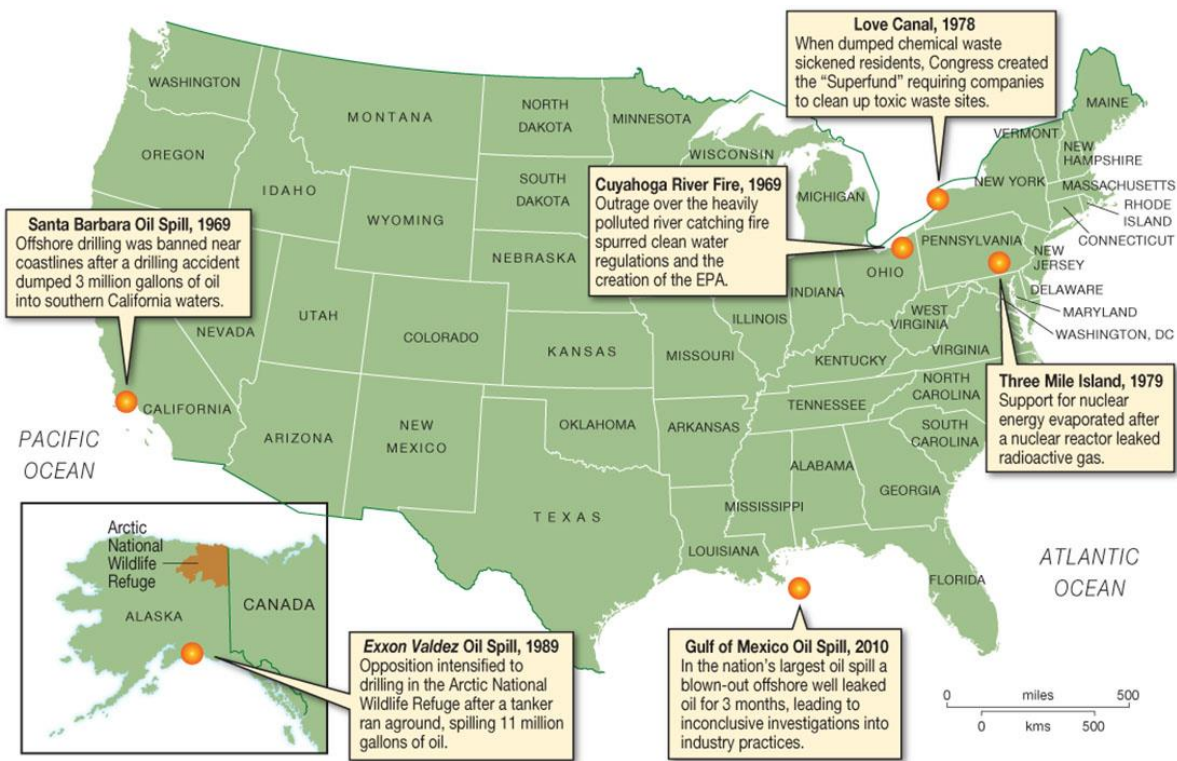 Love Canal, 1978
When dumped chemical waste
sickened residents, Congress created
the “Superfund” requiring companies
to clean up toxic waste sites.
WASHINGTON
MONTANA
NORTH
DAKOTA
MINNESOTA
MAINE
VERMONT
NEW
HAMPSHIRE
OREGON
IDAHO
SOUTH
DAKOTA
WISCONSIN
MICHIGAN
NEW YORK
MASSACHUSETTS
RHODE
ISLAND
CONNECTICUT
WYOMING
Cuyahoga River Fire, 1969
Outrage over the heavily
polluted river catching fire
spurred clean water
regulations and the
creation of the EPA.
Santa Barbara Oil Spill, 1969
Offshore drilling was banned near
coastlines after a drilling accident
dumped 3 million gallons of oil
into southern California waters.
NEBRASKA
OHIO
PENNSYLVANIA
NEW
JERSEY
DELAWARE
MARYLAND
WASHINGTON, DC
NEVADA
UTAH
COLORADO
KANSAS
MISSOURI
ILLINOIS
INDIANA
WEST
VIRGINIA
VIRGINIA
KENTUCKY
Three Mile Island, 1979
Support for nuclear
energy evaporated after
a nuclear reactor leaked
radioactive gas.
CALIFORNIA
ARIZONA
NEW
MEXICO
OKLAHOMA
ARKANSAS
TENNESSEE
NORTH
CAROLINA
SOUTH
CAROLINA
PACIFIC
OCEAN
TEXAS
LOUISIANA
MISSISSIPPI
ALABAMA
GEORGIA
FLORIDA
ATLANTIC
OCEAN
Arctic
National
Wildlife
Refuge
ALASKA
CANADA
Exxon Valdez Oil Spill, 1989
Opposition intensified to
drilling in the Arctic National
Wildlife Refuge after a tanker
ran aground, spilling 11 million
gallons of oil.
Gulf of Mexico Oil Spill, 2010
In the nation’s largest oil spill a
blown-out offshore well leaked
oil for 3 months, leading to
inconclusive investigations into
industry practices.
0 miles 500
0 kms 500